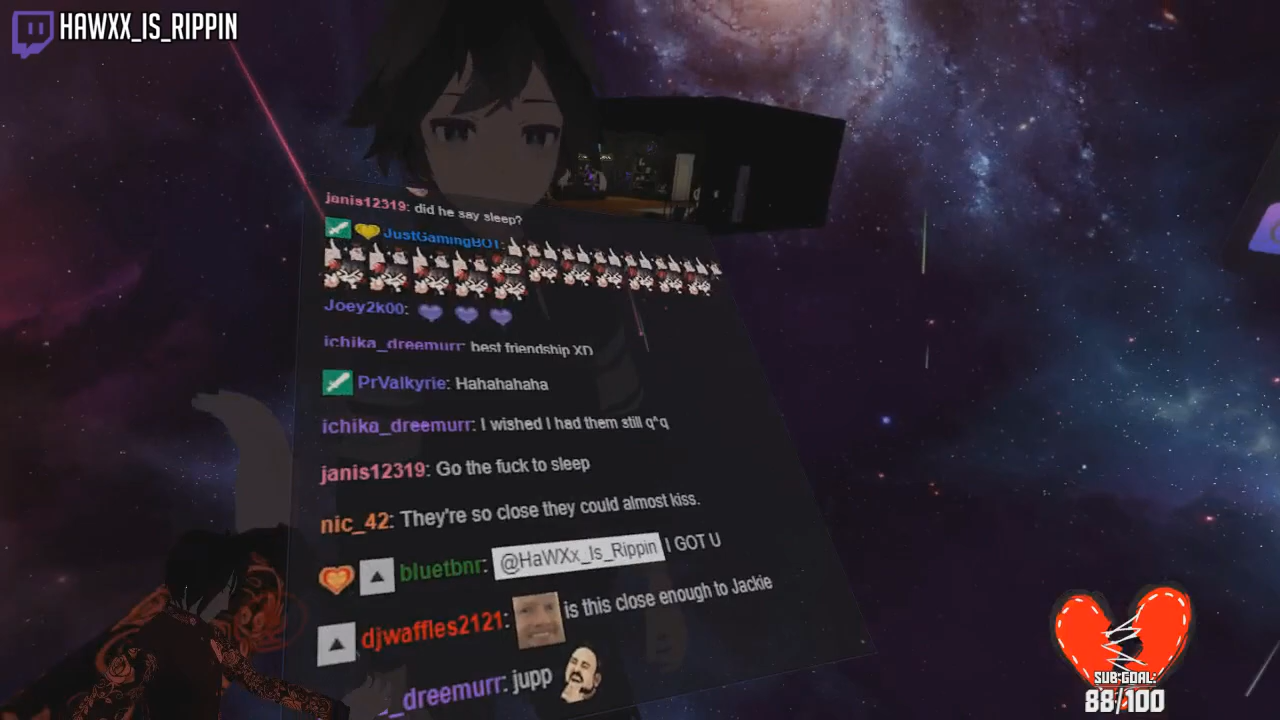 HAWXX_IS_RIPPIN
janis12319: did he say sleep?
JustGamingBOT:
Joey2k00:
ichika_dreemurr: best friendship XD
PrValkyrie: Hahahahaha
ichika_dreemurr: I wished I had them still q^q
janis12319: Go the fuck to sleep
nic_42: They're so close they could almost kiss.
bluetbnr: @HaWXx_Is_Rippin I GOT U
djwaffles2121: is this close enough to Jackie
_dreemurr: jupp
SUB GOAL:
88/100